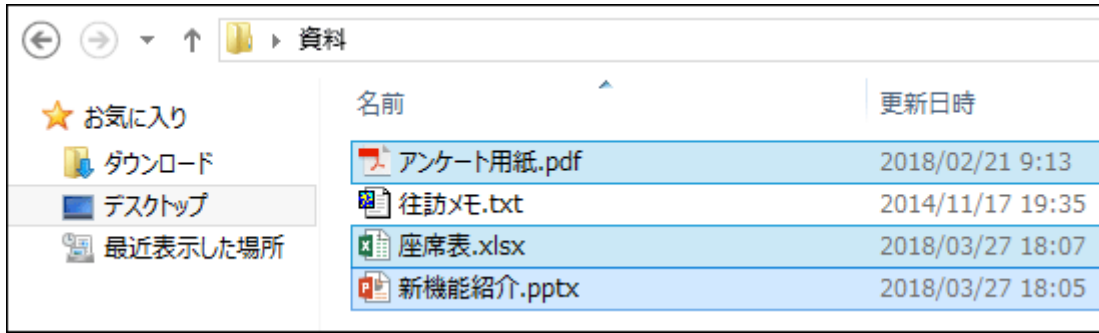 資料
お気に入り
ダウンロード
デスクトップ
最近表示した場所
名前 更新日時
アンケート用紙.pdf 2018/02/21 9:13
往訪メモ.txt 2014/11/17 19:35
座席表.xlsx 2018/03/27 18:07
新機能紹介.pptx 2018/03/27 18:05